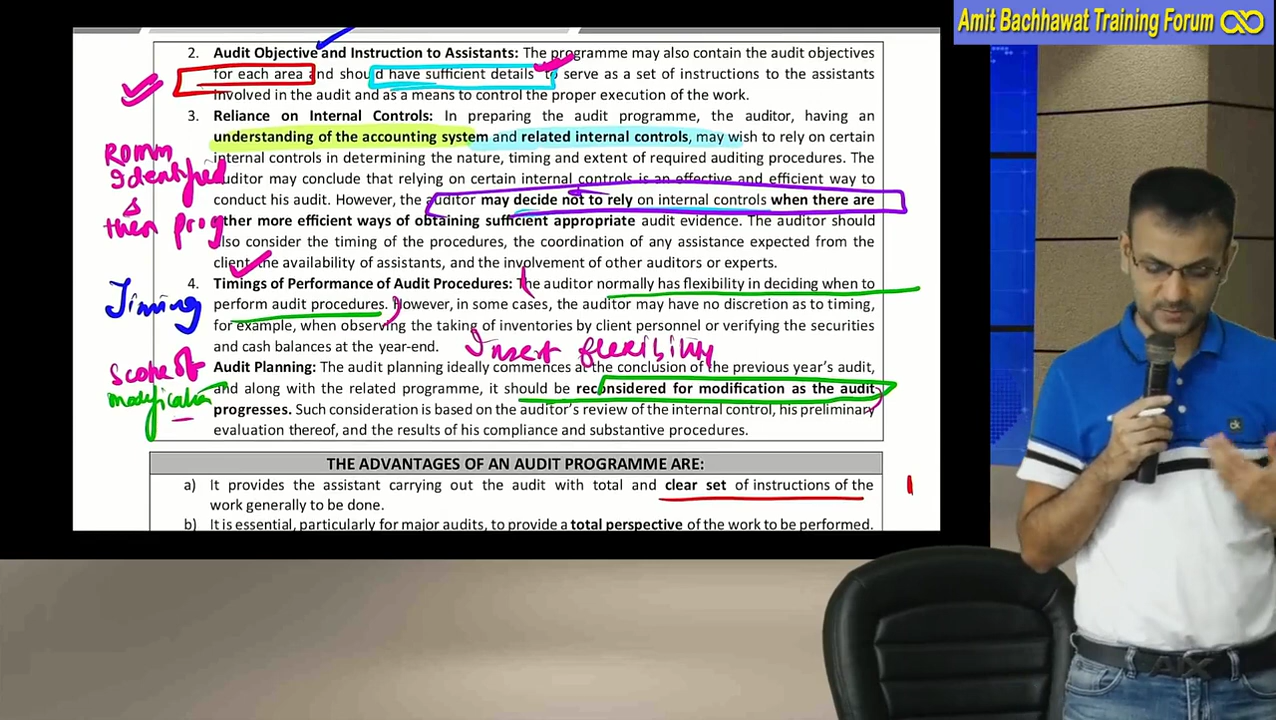 Amit Bachhawat Training Forum
2. Audit Objective and Instruction to Assistants: The programme may also contain the audit objectives
for each area and should have sufficient details to serve as a set of instructions to the assistants
involved in the audit and as a means to control the proper execution of the work.
3. Reliance on Internal Controls: In preparing the audit programme, the auditor, having an
understanding of the accounting system and related internal controls, may wish to rely on certain
internal controls in determining the nature, timing and extent of required auditing procedures. The
auditor may conclude that relying on certain internal controls is an effective and efficient way to
conduct his audit. However, the auditor may decide not to rely on internal controls when there are
other more efficient ways of obtaining sufficient appropriate audit evidence. The auditor should
also consider the timing of the procedures, the coordination of any assistance expected from the
client, the availability of assistants, and the involvement of other auditors or experts.
ROMM
Identified
&
then prog
4. Timings of Performance of Audit Procedures: The auditor normally has flexibility in deciding when to
perform audit procedures. However, in some cases, the auditor may have no discretion as to timing,
for example, when observing the taking of inventories by client personnel or verifying the securities
and cash balances at the year-end.
Timing
Insert flexibility
Audit Planning: The audit planning ideally commences at the conclusion of the previous year's audit,
and along with the related programme, it should be reconsidered for modification as the audit
progresses. Such consideration is based on the auditor's review of the internal control, his preliminary
evaluation thereof, and the results of his compliance and substantive procedures.
Scope of
modification
THE ADVANTAGES OF AN AUDIT PROGRAMME ARE:
a) It provides the assistant carrying out the audit with total and clear set of instructions of the
work generally to be done.
b) It is essential, particularly for major audits, to provide a total perspective of the work to be performed.
1
dk